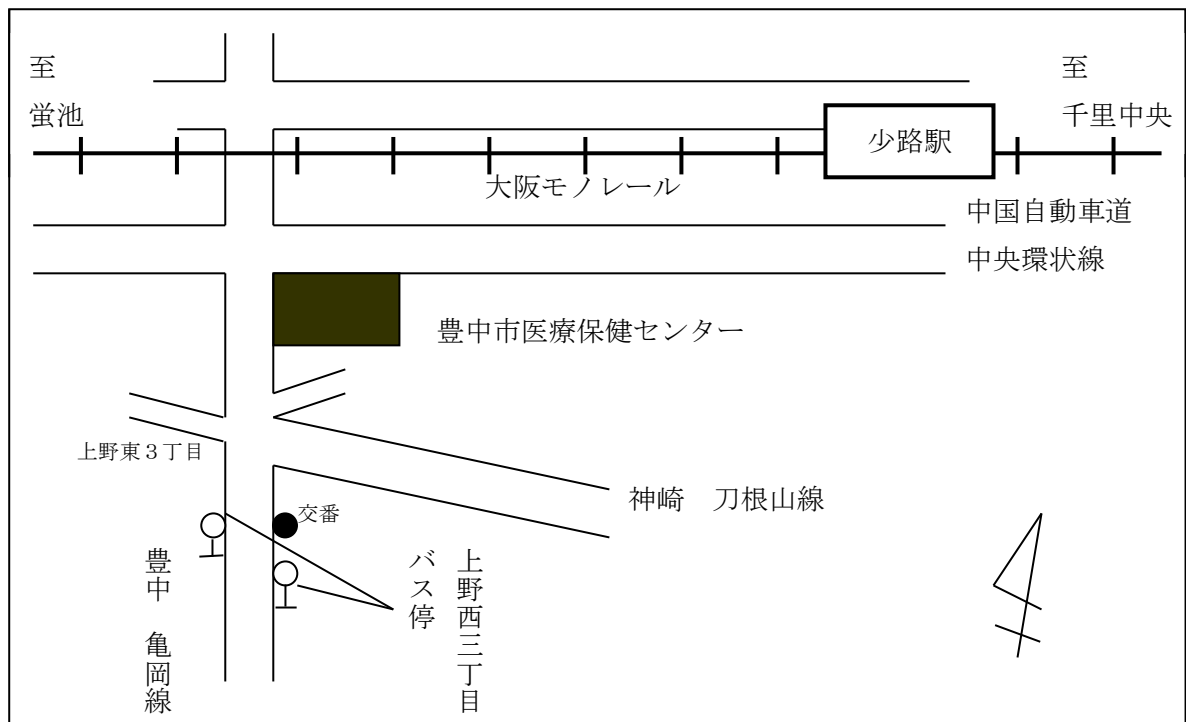 至
蛍池
至
千里中央
少路駅
大阪モノレール
中国自動車道
中央環状線
豊中市医療保健センター
上野東３丁目
神崎　刀根山線
交番
上野西三丁目
バス停
豊中　亀岡線